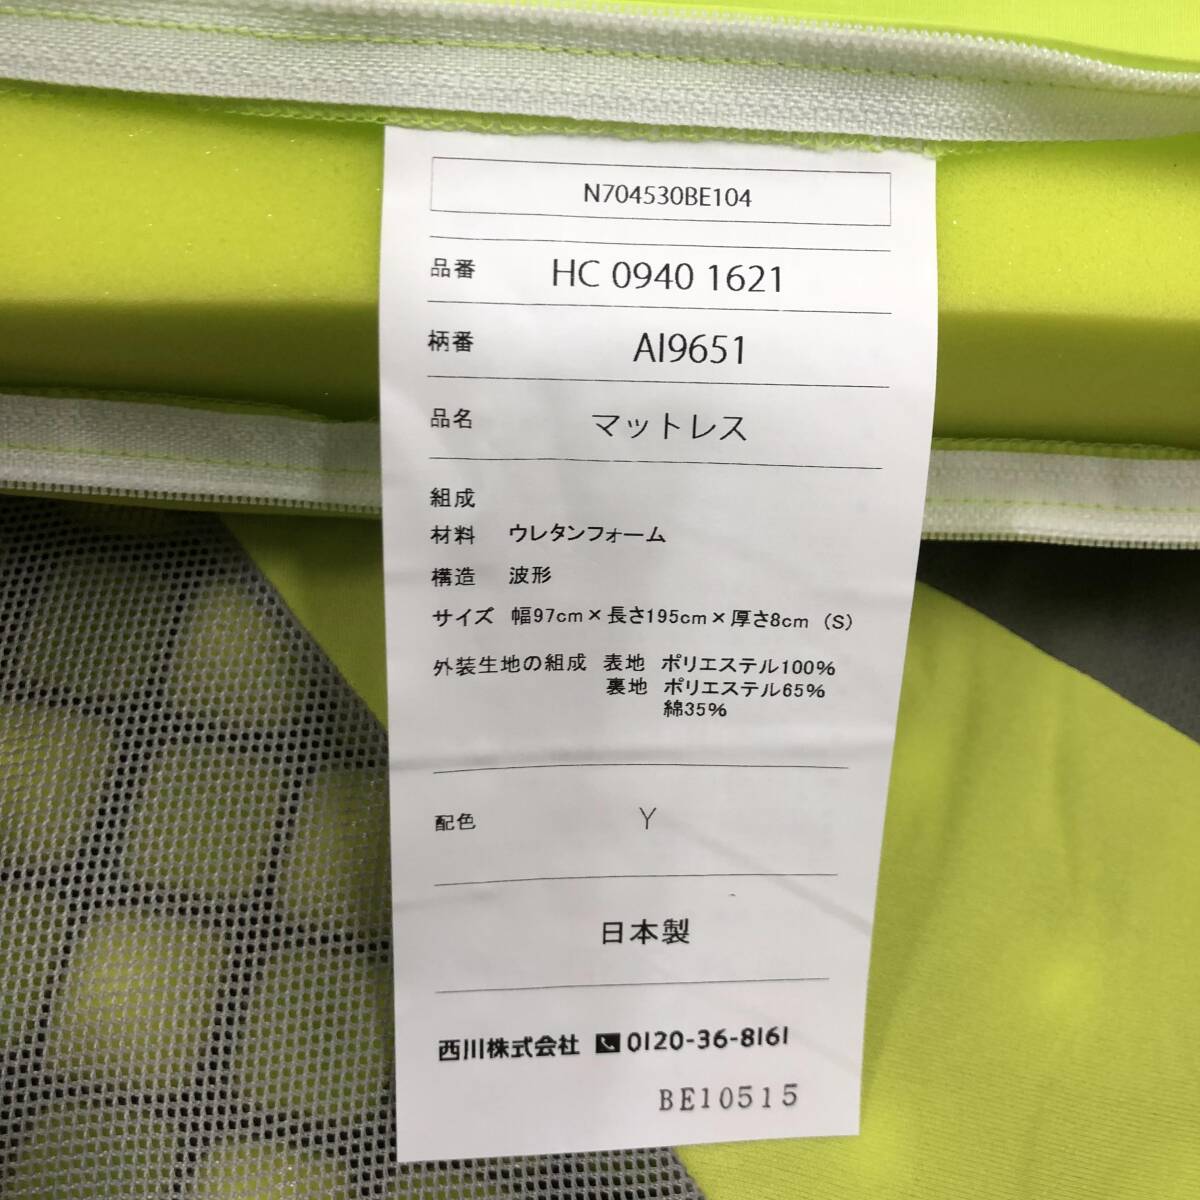 N704530BE104
品番 HC 0940 1621
柄番 AI9651
品名 マットレス
組成
材料 ウレタンフォーム
構造 波形
サイズ 幅97cm×長さ195cm×厚さ8cm (S)
外装生地の組成 表地 ポリエステル100%
裏地 ポリエステル65%
綿35%
配色 Y
日本製
西川株式会社 0120-36-8161
BE10515